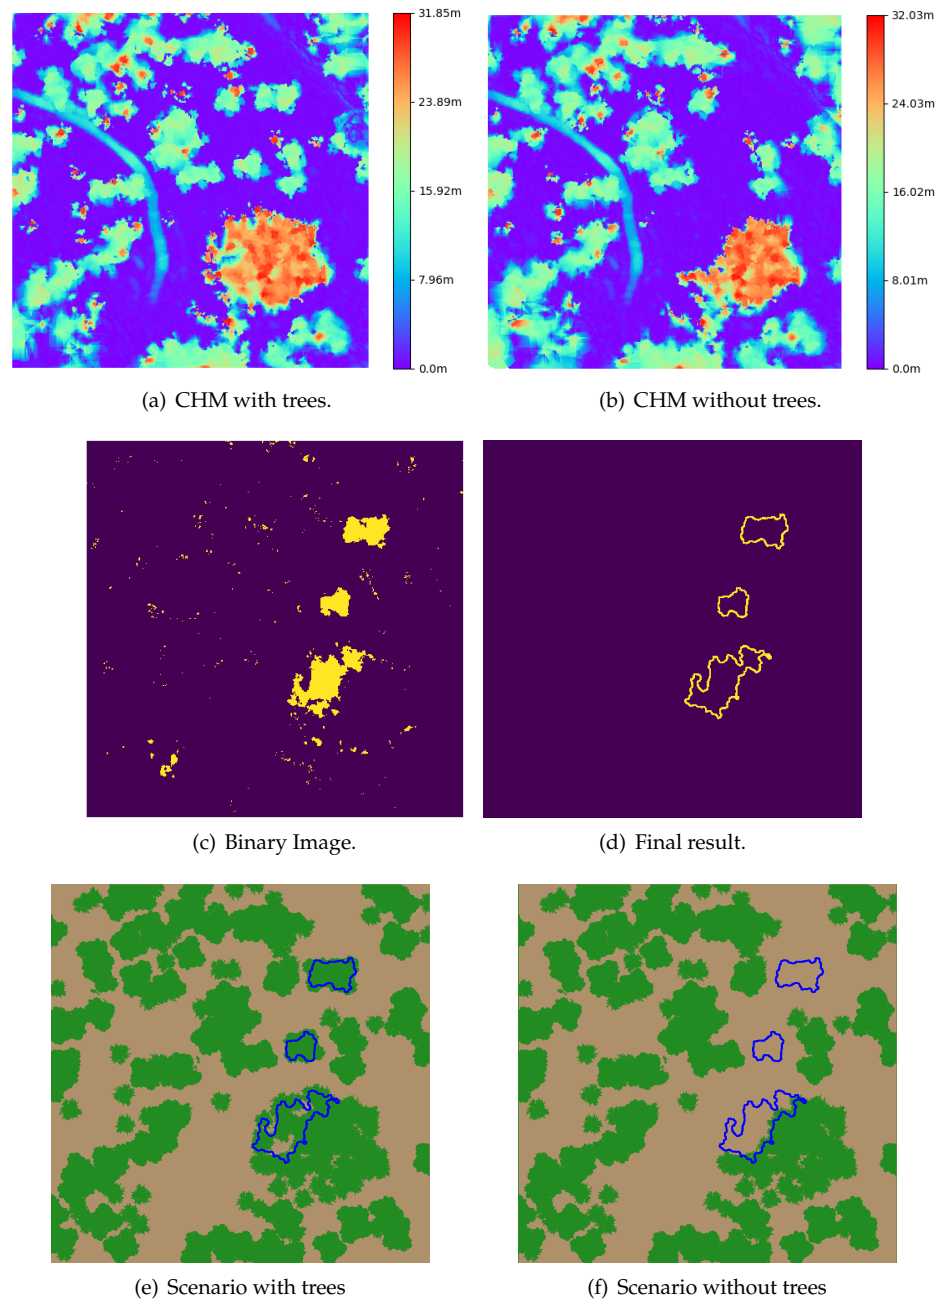 31.85m
23.89m
15.92m
7.96m
0.0m
32.03m
24.03m
16.02m
8.01m
0.0m
(a) CHM with trees.
(b) CHM without trees.
(c) Binary Image.
(d) Final result.
(e) Scenario with trees
(f) Scenario without trees